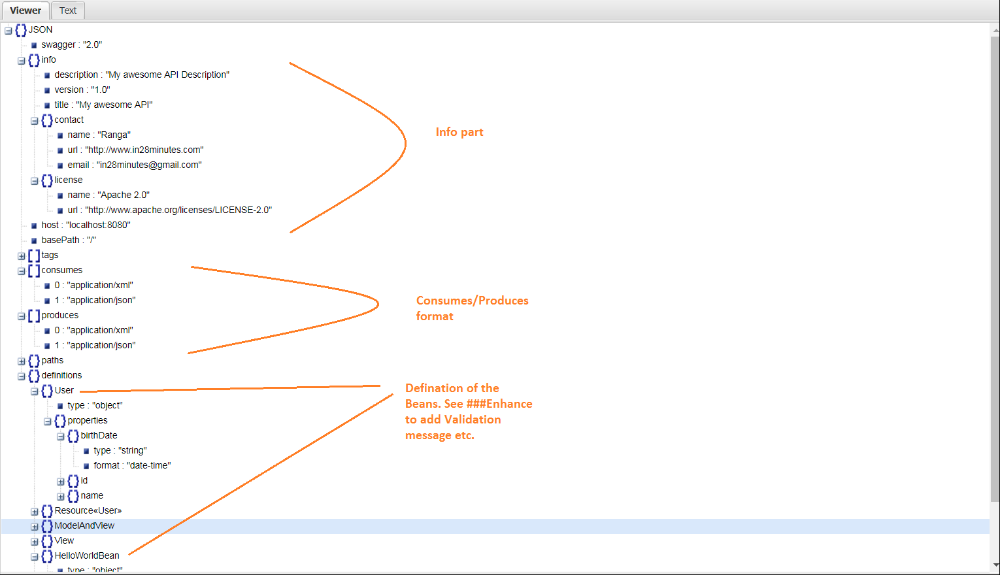 Viewer Text
JSON
swagger : "2.0"
info
description : "My awesome API Description"
version : "1.0"
title : "My awesome API"
contact
name : "Ranga"
url : "http://www.in28minutes.com"
email : "in28minutes@gmail.com"
license
name : "Apache 2.0"
url : "http://www.apache.org/licenses/LICENSE-2.0"
host : "localhost:8080"
basePath : "/"
tags
consumes
0 : "application/xml"
1 : "application/json"
produces
0 : "application/xml"
1 : "application/json"
paths
definitions
User
type : "object"
properties
birthDate
type : "string"
format : "date-time"
id
name
Resource«User»
ModelAndView
View
HelloWorldBean
type : "object"
Info part
Consumes/Produces
format
Defination of the
Beans. See ###Enhance
to add Validation
message etc.